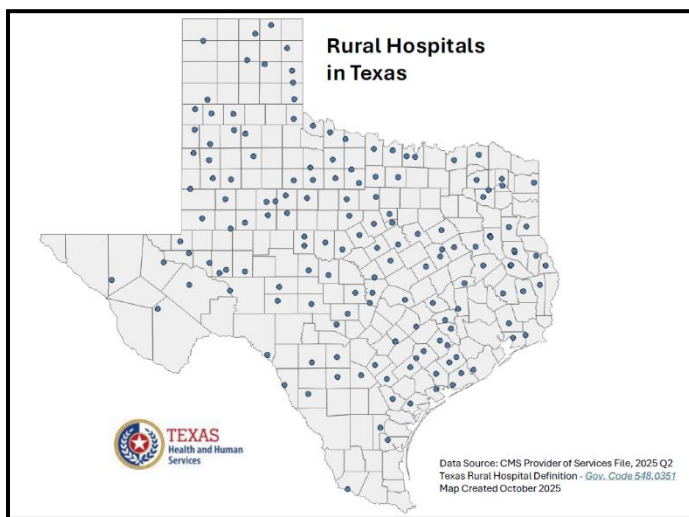 Rural Hospitals
in Texas
TEXAS
Health and Human
Services
Data Source: CMS Provider of Services File, 2025 Q2
Texas Rural Hospital Definition - Gov. Code 548.0351
Map Created October 2025